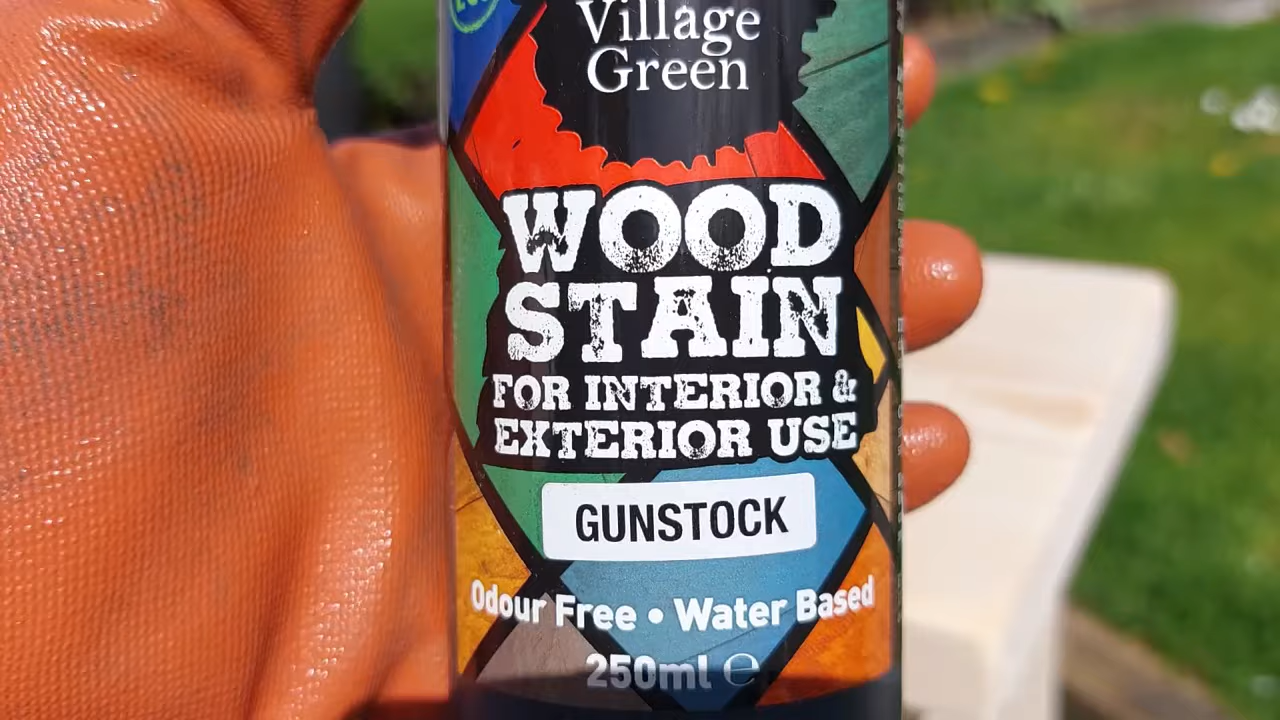 Village
Green
WOOD
STAIN
FOR INTERIOR &
EXTERIOR USE
GUNSTOCK
Odour Free • Water Based
250ml ℮